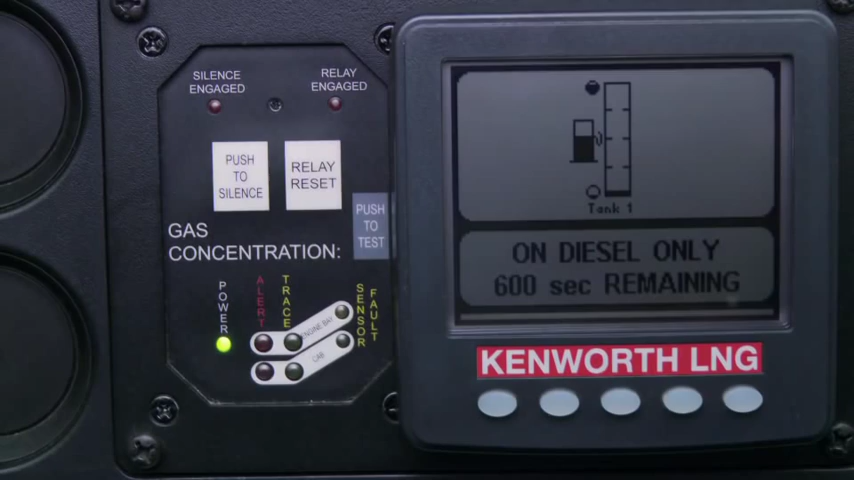 SILENCE
ENGAGED
RELAY
ENGAGED
PUSH
TO
SILENCE
RELAY
RESET
PUSH
TO
TEST
GAS
CONCENTRATION:
POWER
ALERT
TRACE
SENSOR
FAULT
ENGINE BAY
CAB
Tank 1
ON DIESEL ONLY
600 sec REMAINING
KENWORTH LNG